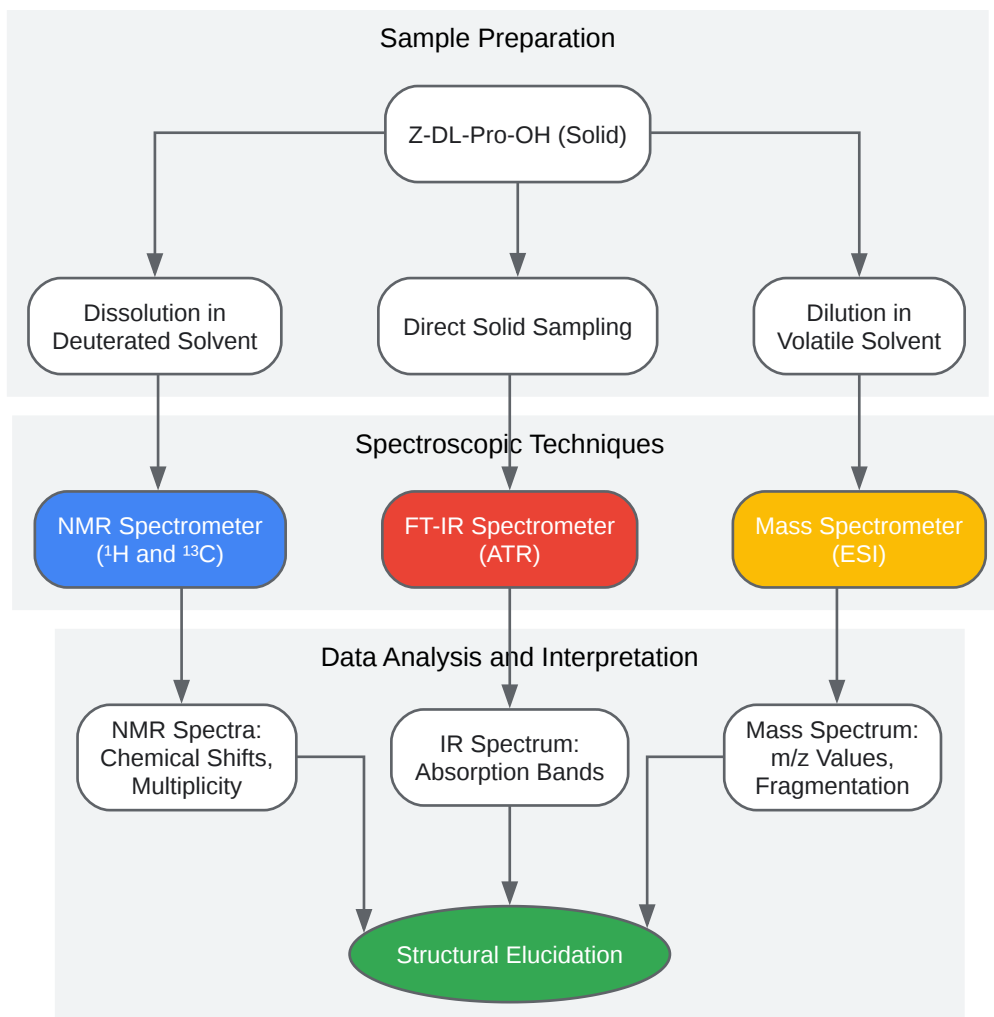 Sample Preparation
Z-DL-Pro-OH (Solid)
Dissolution in
Deuterated Solvent
Direct Solid Sampling
Dilution in
Volatile Solvent
Spectroscopic Techniques
NMR Spectrometer
(¹H and ¹³C)
FT-IR Spectrometer
(ATR)
Mass Spectrometer
(ESI)
Data Analysis and Interpretation
NMR Spectra:
Chemical Shifts,
Multiplicity
IR Spectrum:
Absorption Bands
Mass Spectrum:
m/z Values,
Fragmentation
Structural Elucidation